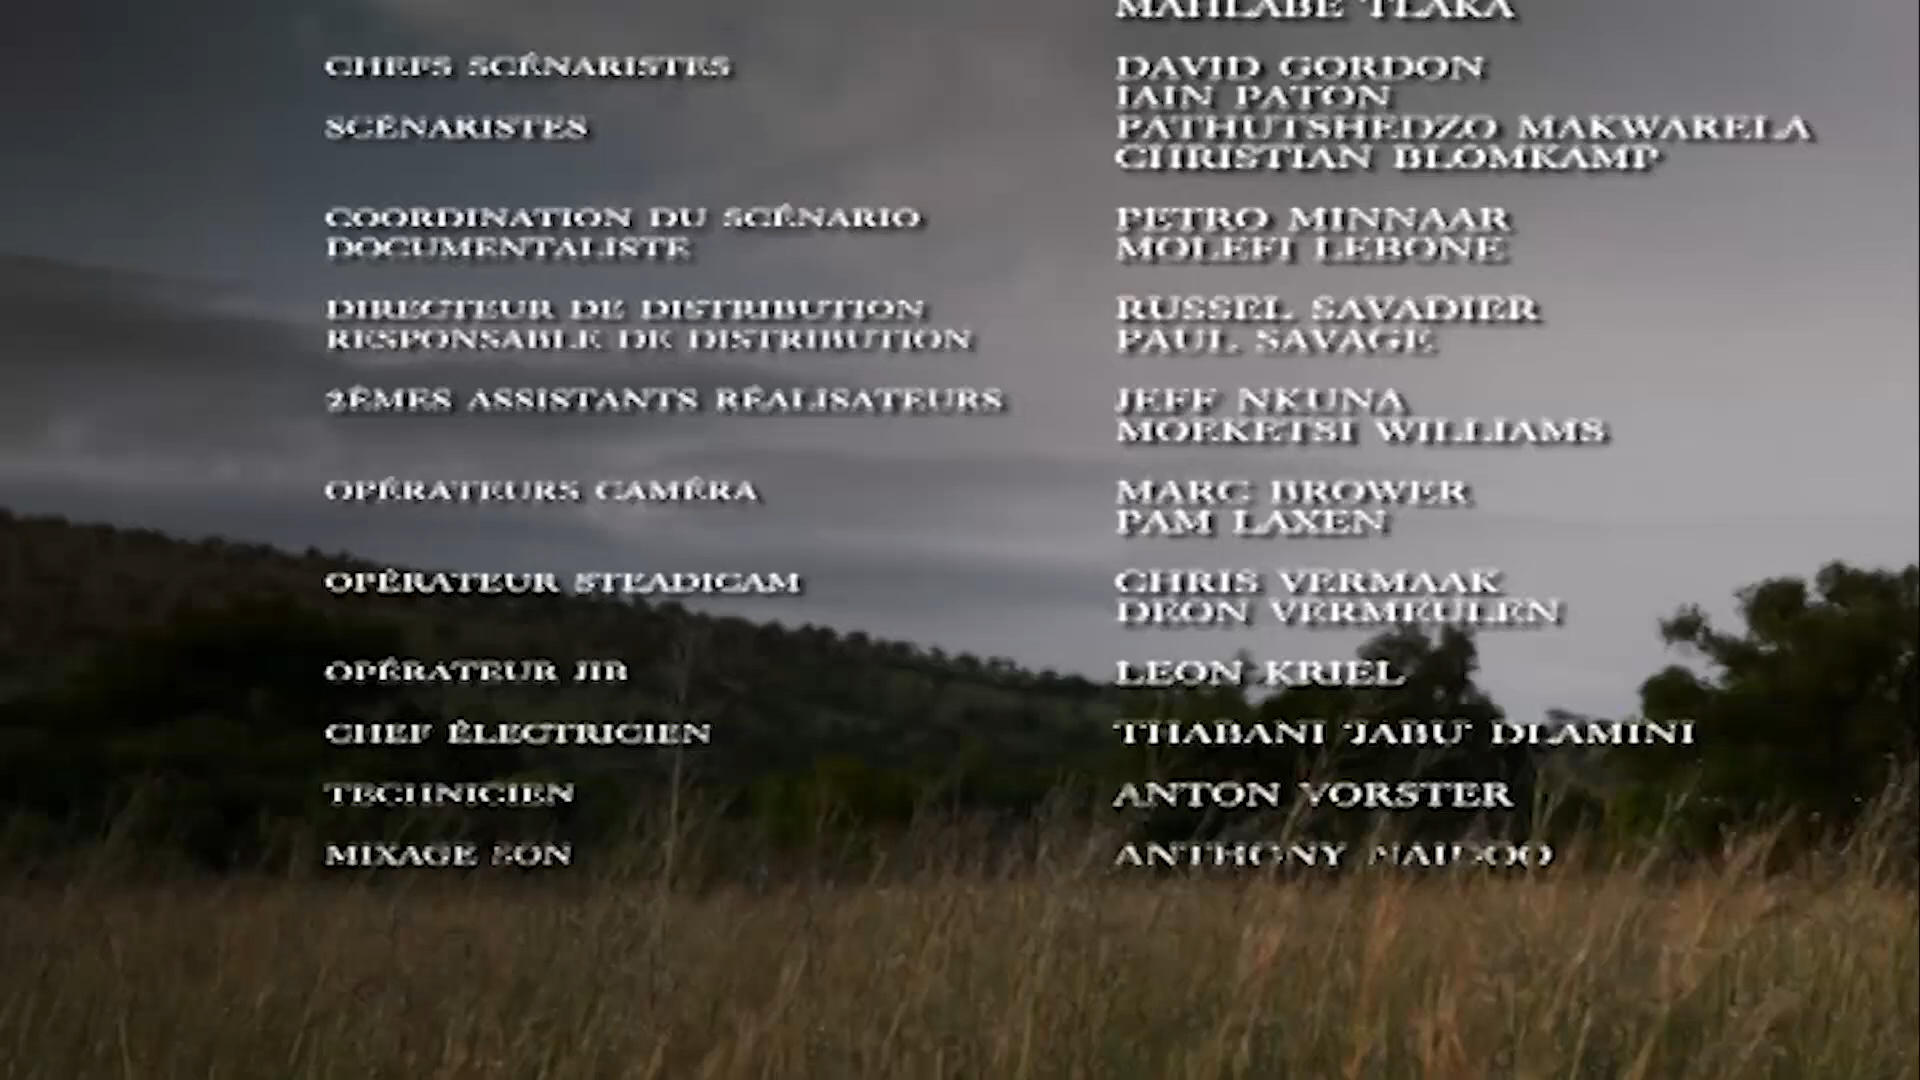 MAHLABE TLAKA
CHEFS SCÉNARISTES DAVID GORDON
IAIN PATON
SCÉNARISTES PATHUTSHEDZO MAKWARELA
CHRISTIAN BLOMKAMP
COORDINATION DU SCÉNARIO PETRO MINNAAR
DOCUMENTALISTE MOLEFI LEBONE
DIRECTEUR DE DISTRIBUTION RUSSEL SAVADIER
RESPONSABLE DE DISTRIBUTION PAUL SAVAGE
2ÈMES ASSISTANTS RÉALISATEURS JEFF NKUNA
MOEKETSI WILLIAMS
OPÉRATEURS CAMÉRA MARC BROWER
PAM LAXEN
OPÉRATEUR STEADICAM CHRIS VERMAAK
DEON VERMEULEN
OPÉRATEUR JIB LEON KRIEL
CHEF ÉLECTRICIEN THABANI 'JABU' DLAMINI
TECHNICIEN ANTON VORSTER
MIXAGE SON ANTHONY NAIDOO